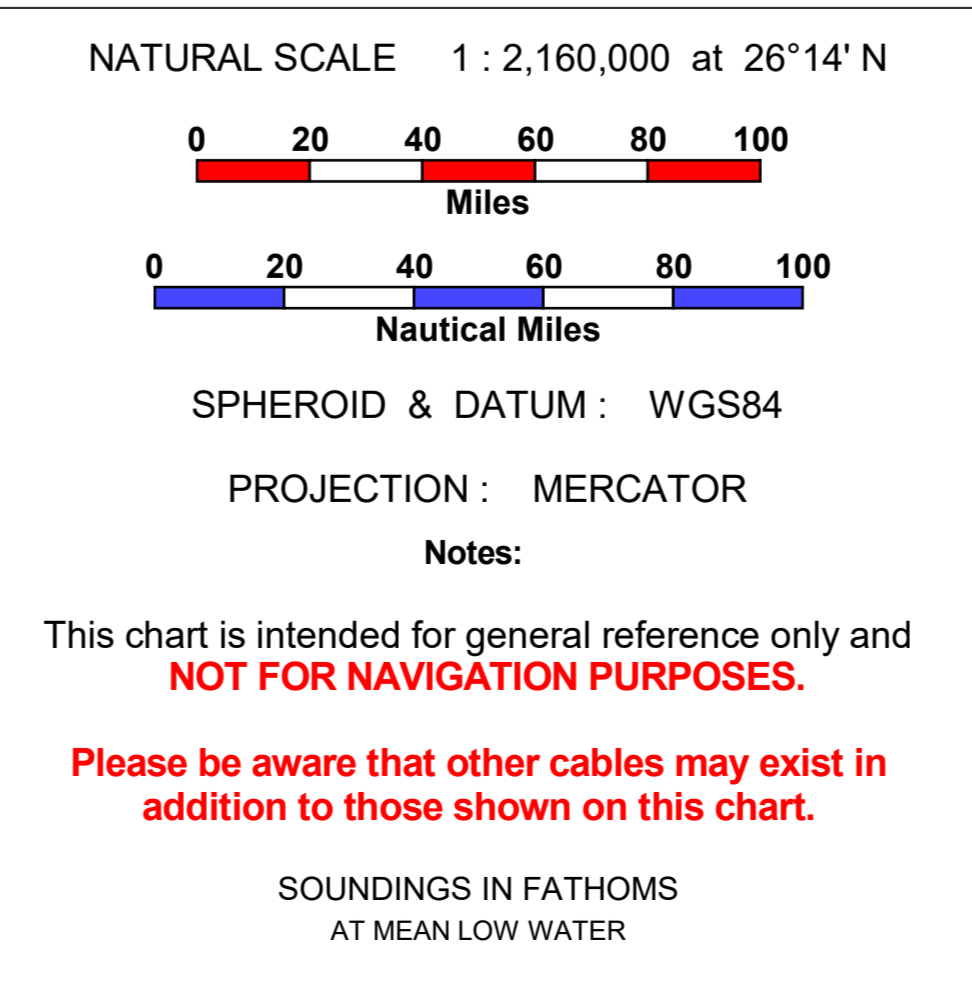 NATURAL SCALE 1 : 2,160,000 at 26°14' N
0 20 40 60 80 100
Miles
0 20 40 60 80 100
Nautical Miles
SPHEROID & DATUM : WGS84
PROJECTION : MERCATOR
Notes:
This chart is intended for general reference only and
NOT FOR NAVIGATION PURPOSES.
Please be aware that other cables may exist in
addition to those shown on this chart.
SOUNDINGS IN FATHOMS
AT MEAN LOW WATER